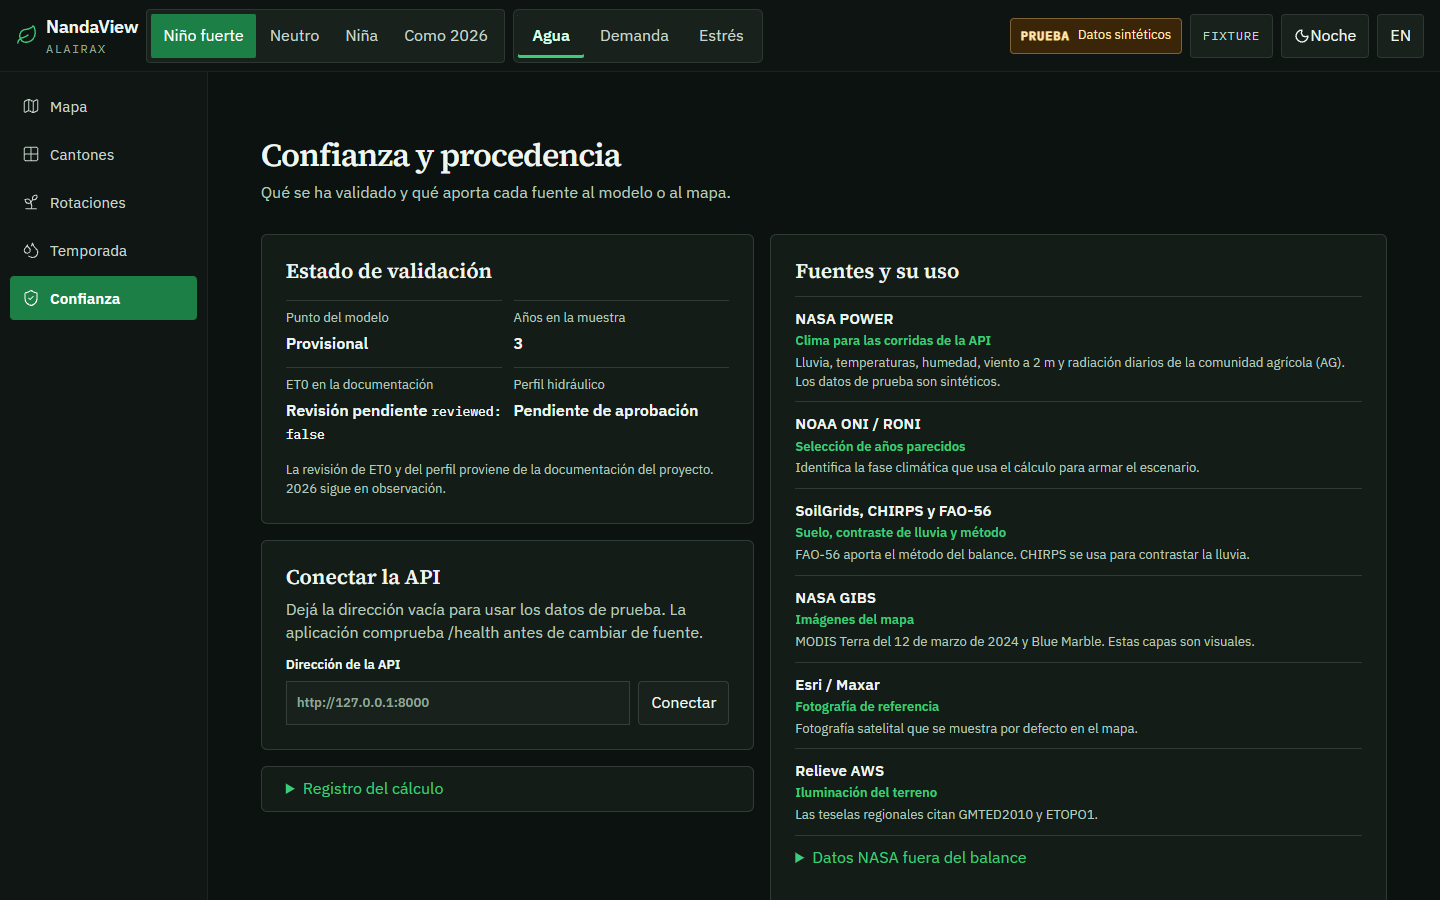 NandaView
ALAIRAX
Niño fuerte
Neutro
Niña
Como 2026
Agua
Demanda
Estrés
PRUEBA Datos sintéticos
FIXTURE
Noche
EN
Mapa
Cantones
Rotaciones
Temporada
Confianza
Confianza y procedencia
Qué se ha validado y qué aporta cada fuente al modelo o al mapa.
Estado de validación
Punto del modelo
Provisional
Años en la muestra
3
ET0 en la documentación
Revisión pendiente reviewed:
false
Perfil hidráulico
Pendiente de aprobación
La revisión de ET0 y del perfil proviene de la documentación del proyecto.
2026 sigue en observación.
Conectar la API
Dejá la dirección vacía para usar los datos de prueba. La
aplicación comprueba /health antes de cambiar de fuente.
Dirección de la API
http://127.0.0.1:8000
Conectar
Registro del cálculo
Fuentes y su uso
NASA POWER
Clima para las corridas de la API
Lluvia, temperaturas, humedad, viento a 2 m y radiación diarios de la comunidad agrícola (AG).
Los datos de prueba son sintéticos.
NOAA ONI / RONI
Selección de años parecidos
Identifica la fase climática que usa el cálculo para armar el escenario.
SoilGrids, CHIRPS y FAO-56
Suelo, contraste de lluvia y método
FAO-56 aporta el método del balance. CHIRPS se usa para contrastar la lluvia.
NASA GIBS
Imágenes del mapa
MODIS Terra del 12 de marzo de 2024 y Blue Marble. Estas capas son visuales.
Esri / Maxar
Fotografía de referencia
Fotografía satelital que se muestra por defecto en el mapa.
Relieve AWS
Iluminación del terreno
Las teselas regionales citan GMTED2010 y ETOPO1.
Datos NASA fuera del balance